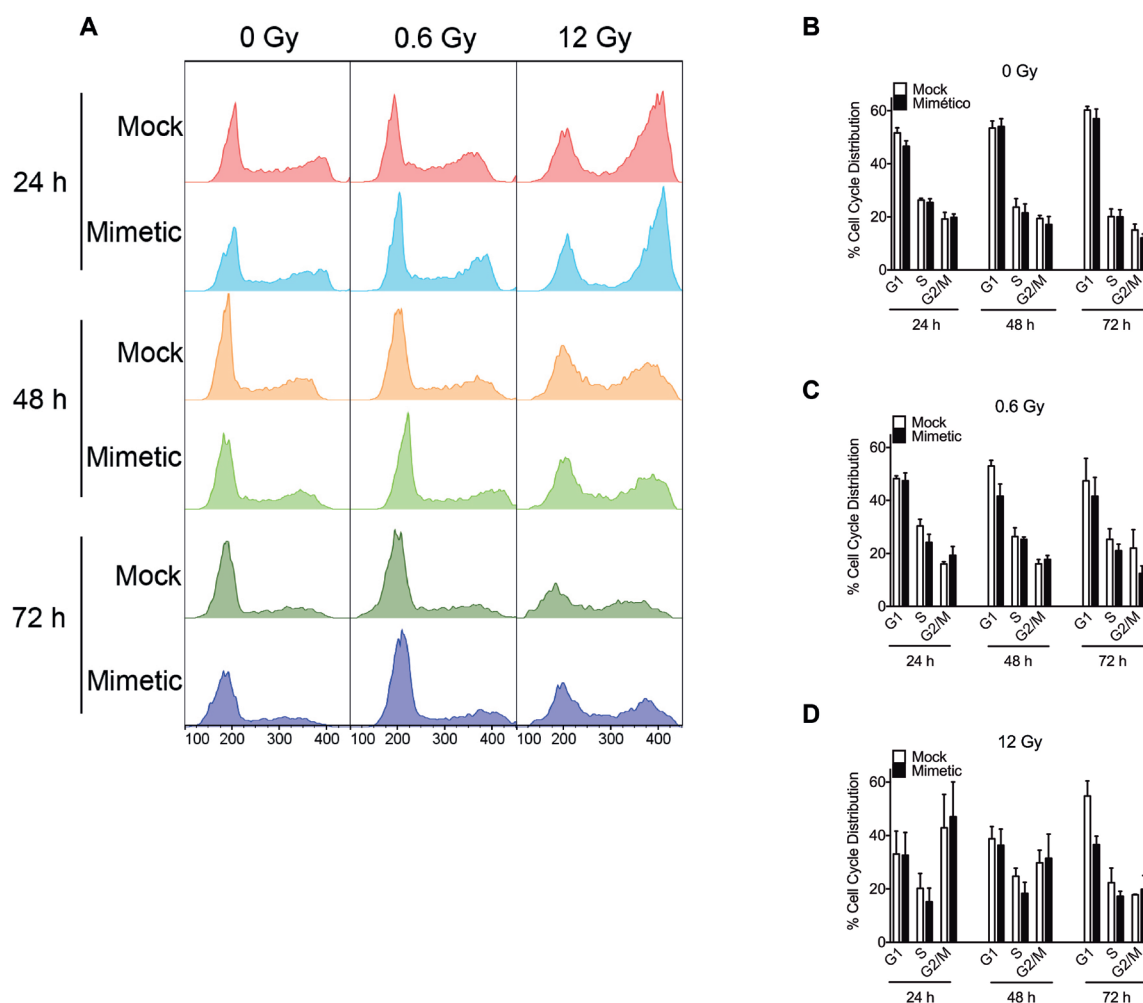 A
0 Gy 0.6 Gy 12 Gy
24 h
Mock
Mimetic
48 h
Mock
Mimetic
72 h
Mock
Mimetic
100 200 300 400 100 200 300 400 100 200 300 400
B
0 Gy
Mock
Mimético
% Cell Cycle Distribution
60
40
20
0
G1 S G2/M G1 S G2/M G1 S G2/M
24 h 48 h 72 h
C
0.6 Gy
Mock
Mimetic
% Cell Cycle Distribution
60
40
20
0
G1 S G2/M G1 S G2/M G1 S G2/M
24 h 48 h 72 h
D
12 Gy
Mock
Mimetic
% Cell Cycle Distribution
60
40
20
0
G1 S G2/M G1 S G2/M G1 S G2/M
24 h 48 h 72 h